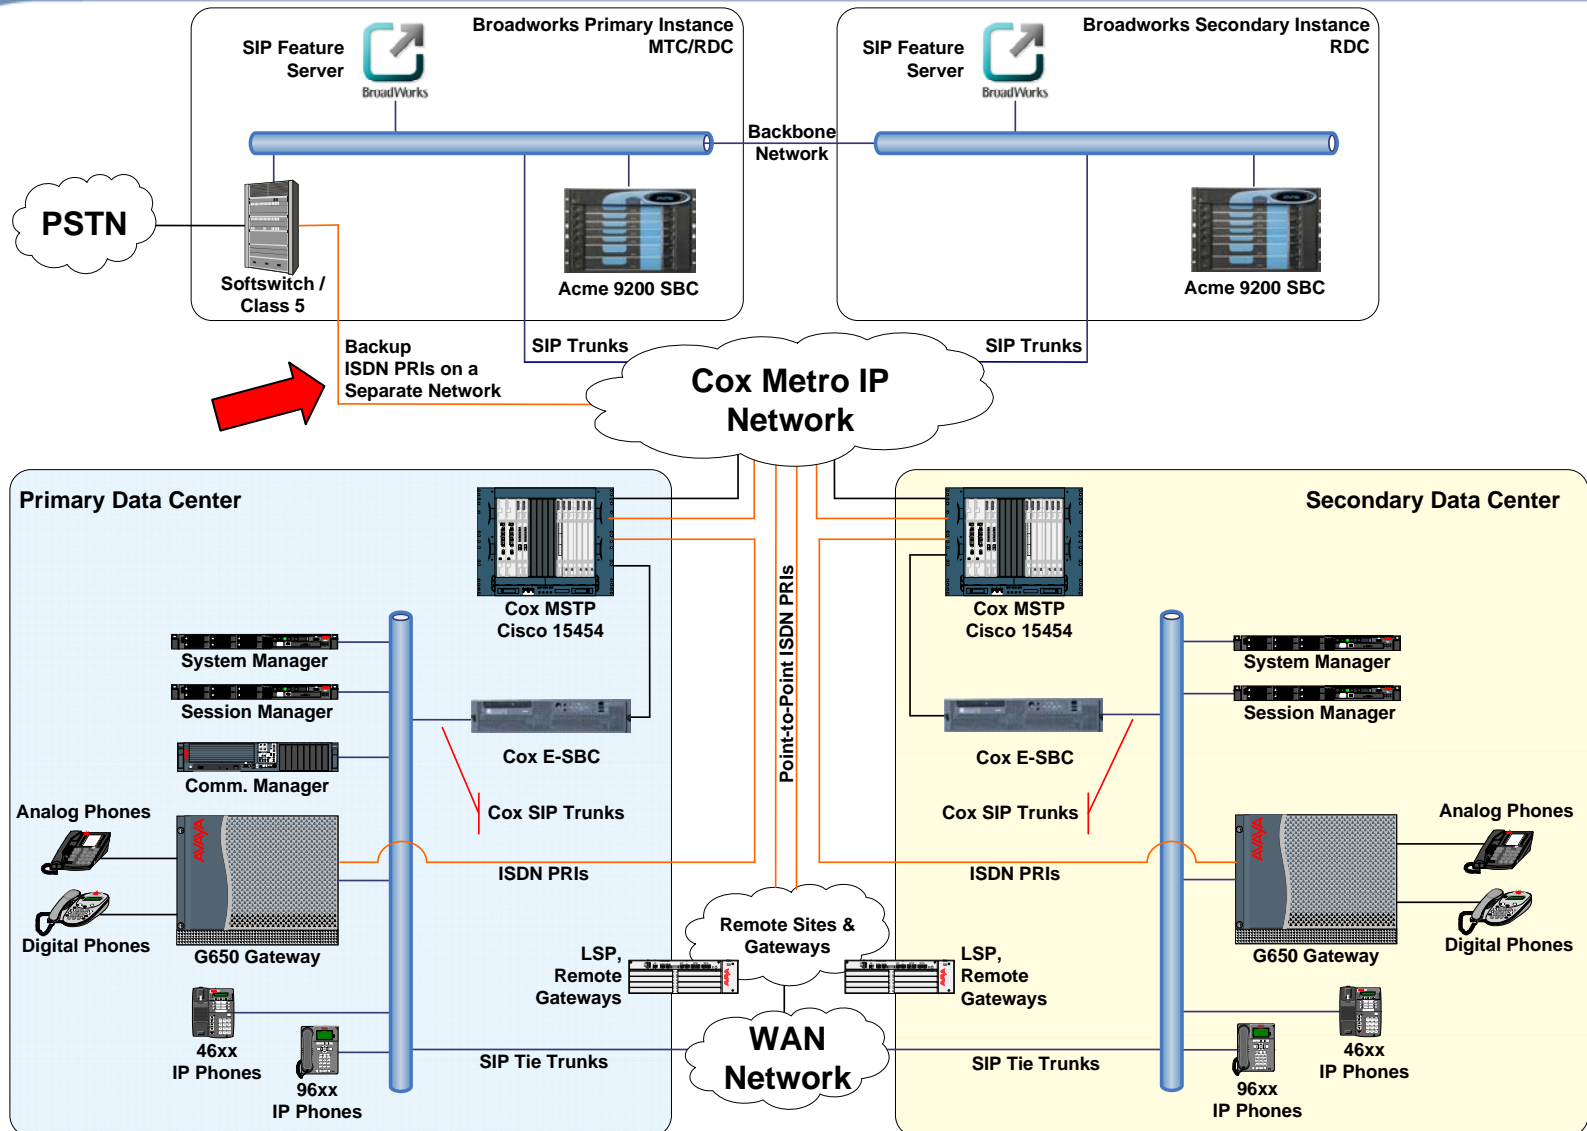 Broadworks Primary Instance
MTC/RDC
SIP Feature
Server
BroadWorks
Broadworks Secondary Instance
RDC
SIP Feature
Server
BroadWorks
Backbone
Network
PSTN
Softswitch /
Class 5
Acme 9200 SBC
Acme 9200 SBC
Backup
ISDN PRIs on a
Separate Network
SIP Trunks
SIP Trunks
Cox Metro IP
Network
Primary Data Center
Cox MSTP
Cisco 15454
System Manager
Session Manager
Comm. Manager
Cox E-SBC
Cox SIP Trunks
Analog Phones
AVAYA
Digital Phones
G650 Gateway
ISDN PRIs
46xx
IP Phones
96xx
IP Phones
SIP Tie Trunks
LSP,
Remote
Gateways
AVAYA
Point-to-Point ISDN PRIs
Remote Sites &
Gateways
WAN
Network
Secondary Data Center
Cox MSTP
Cisco 15454
System Manager
Session Manager
Cox E-SBC
Cox SIP Trunks
Analog Phones
AVAYA
Digital Phones
G650 Gateway
ISDN PRIs
LSP,
Remote
Gateways
AVAYA
46xx
IP Phones
96xx
IP Phones
SIP Tie Trunks